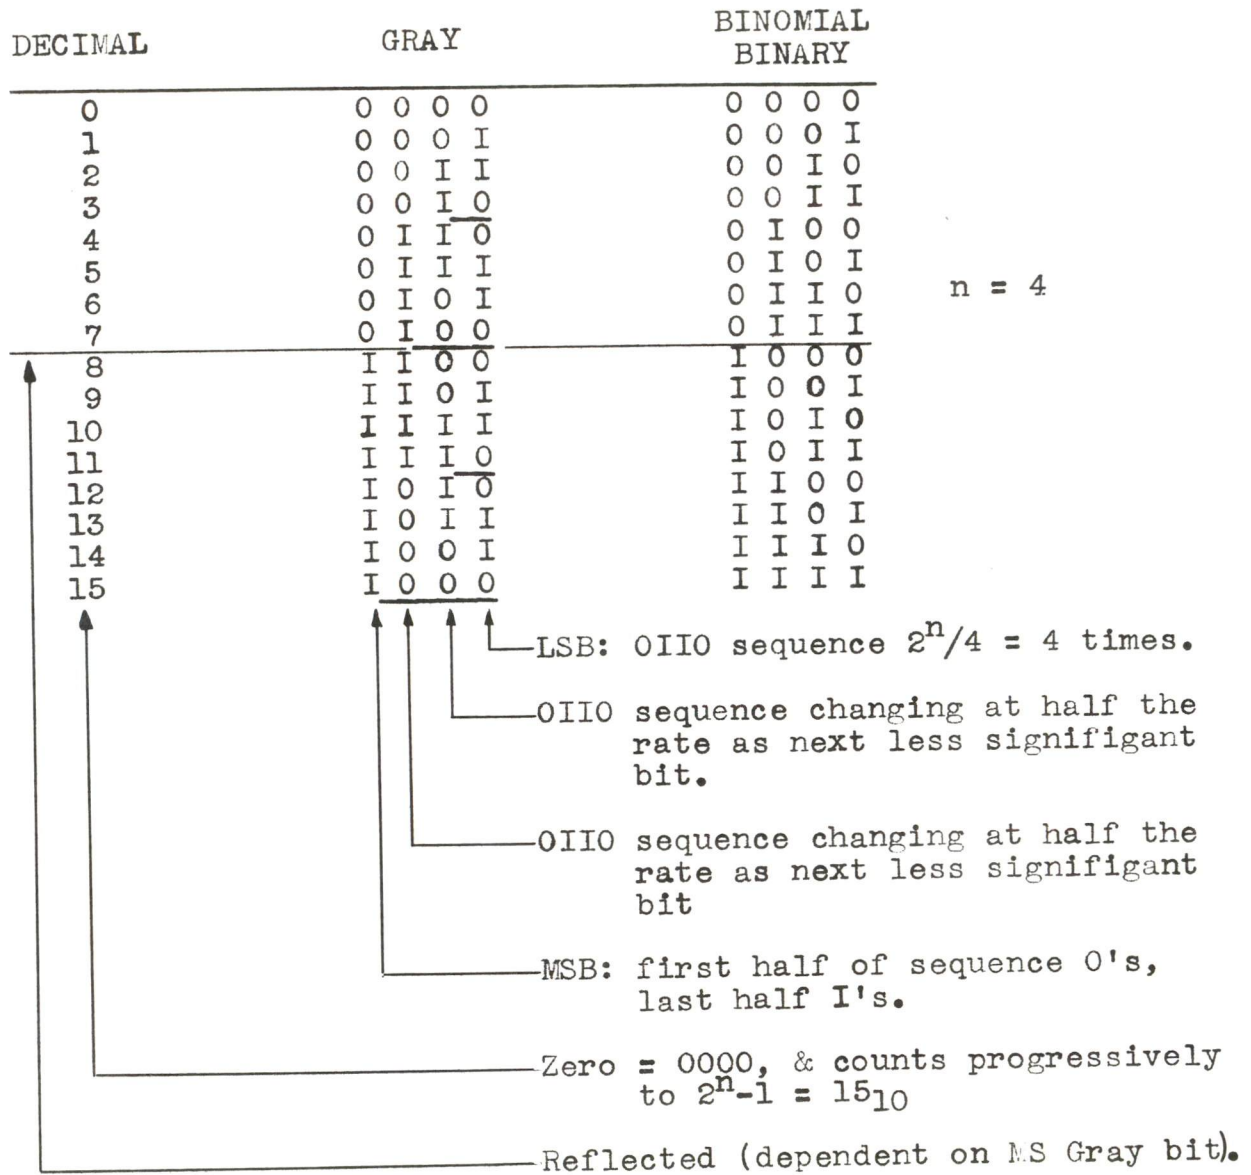 BINOMIAL
DECIMAL GRAY BINARY
0 0 0 0 0 0 0 0 0
1 0 0 0 I 0 0 0 I
2 0 0 I I 0 0 I 0
3 0 0 I 0 0 0 I I
4 0 I I 0 0 I 0 0
5 0 I I I 0 I 0 I
6 0 I 0 I 0 I I 0
n = 4
7 0 I 0 0 0 I I I
8 I I 0 0 I 0 0 0
9 I I 0 I I 0 0 I
10 I I I I I 0 I 0
11 I I I 0 I 0 I I
12 I 0 I 0 I I 0 0
13 I 0 I I I I 0 I
14 I 0 0 I I I I 0
15 I 0 0 0 I I I I
LSB: OIIO sequence 2ⁿ/4 = 4 times.
OIIO sequence changing at half the
rate as next less signifigant
bit.
OIIO sequence changing at half the
rate as next less signifigant
bit
MSB: first half of sequence O's,
last half I's.
Zero = 0000, & counts progressively
to 2ⁿ-1 = 15₁₀
Reflected (dependent on MS Gray bit).